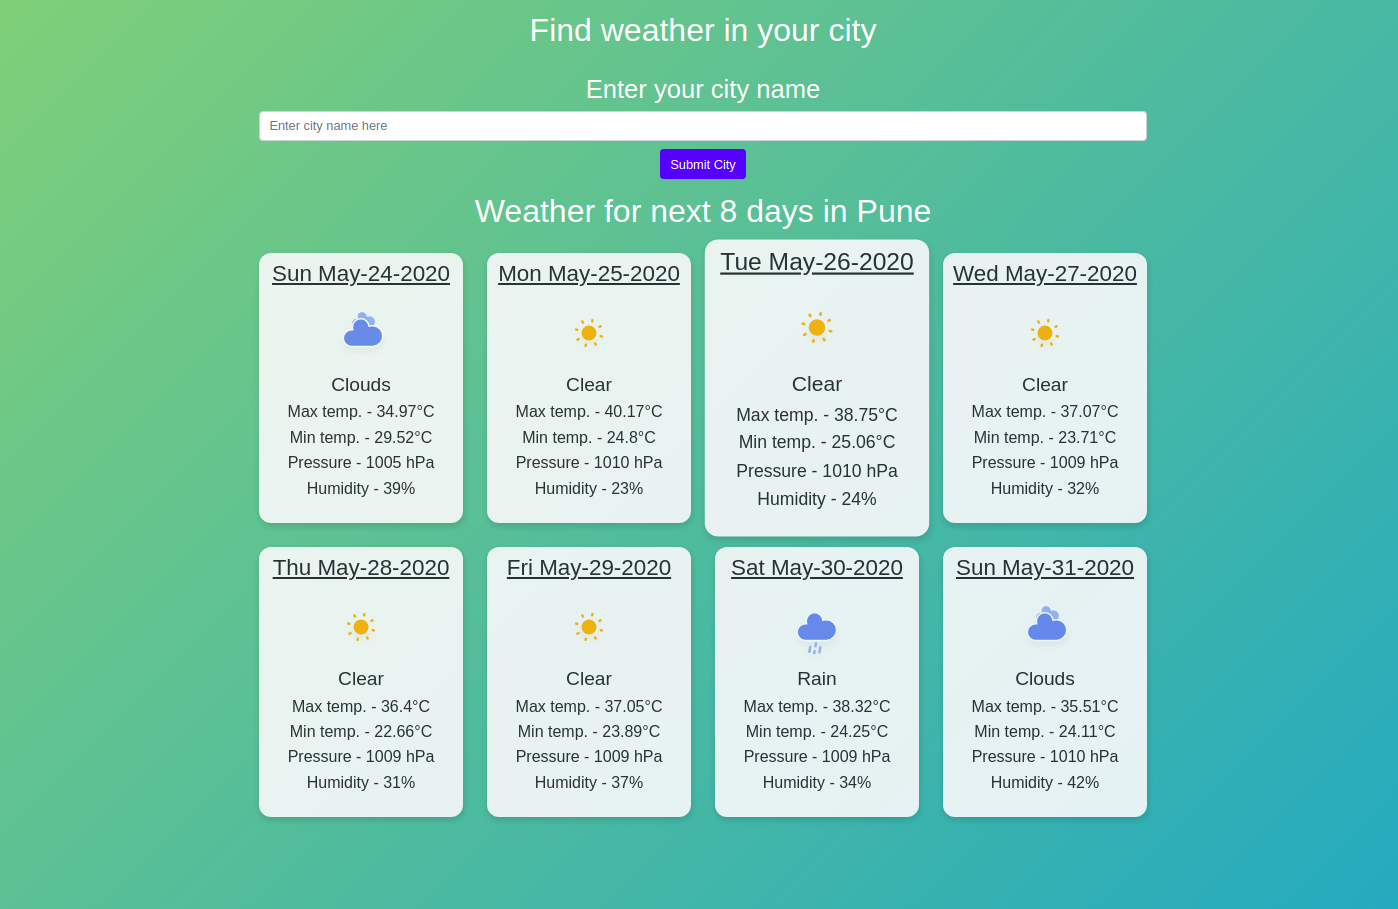 Find weather in your city
Enter your city name
Enter city name here
Submit City
Weather for next 8 days in Pune
Sun May-24-2020
Clouds
Max temp. - 34.97°C
Min temp. - 29.52°C
Pressure - 1005 hPa
Humidity - 39%
Mon May-25-2020
Clear
Max temp. - 40.17°C
Min temp. - 24.8°C
Pressure - 1010 hPa
Humidity - 23%
Tue May-26-2020
Clear
Max temp. - 38.75°C
Min temp. - 25.06°C
Pressure - 1010 hPa
Humidity - 24%
Wed May-27-2020
Clear
Max temp. - 37.07°C
Min temp. - 23.71°C
Pressure - 1009 hPa
Humidity - 32%
Thu May-28-2020
Clear
Max temp. - 36.4°C
Min temp. - 22.66°C
Pressure - 1009 hPa
Humidity - 31%
Fri May-29-2020
Clear
Max temp. - 37.05°C
Min temp. - 23.89°C
Pressure - 1009 hPa
Humidity - 37%
Sat May-30-2020
Rain
Max temp. - 38.32°C
Min temp. - 24.25°C
Pressure - 1009 hPa
Humidity - 34%
Sun May-31-2020
Clouds
Max temp. - 35.51°C
Min temp. - 24.11°C
Pressure - 1010 hPa
Humidity - 42%